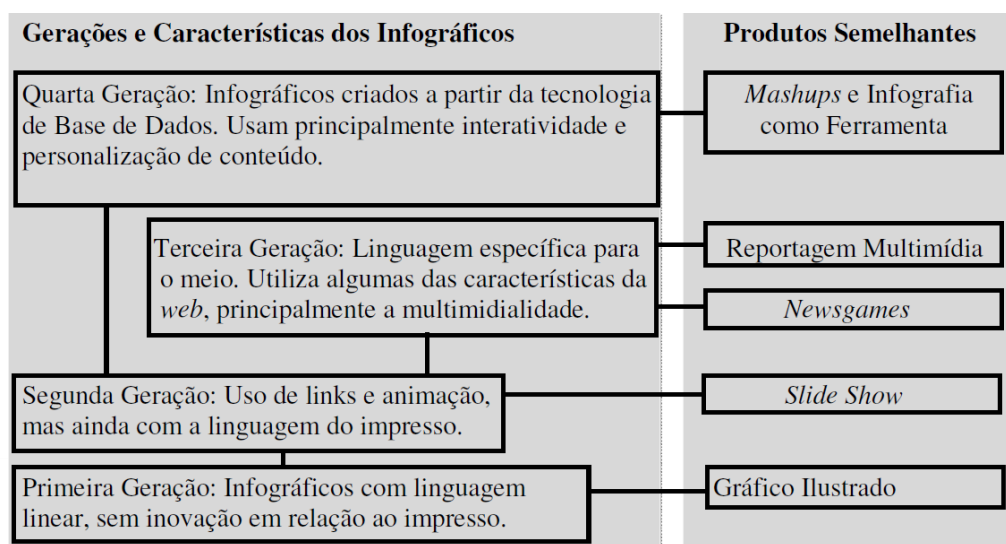 Gerações e Características dos Infográficos
Produtos Semelhantes
Quarta Geração: Infográficos criados a partir da tecnologia
de Base de Dados. Usam principalmente interatividade e
personalização de conteúdo.
Mashups e Infografia
como Ferramenta
Terceira Geração: Linguagem específica para
o meio. Utiliza algumas das características da
web, principalmente a multimidialidade.
Reportagem Multimídia
Newsgames
Segunda Geração: Uso de links e animação,
mas ainda com a linguagem do impresso.
Slide Show
Primeira Geração: Infográficos com linguagem
linear, sem inovação em relação ao impresso.
Gráfico Ilustrado